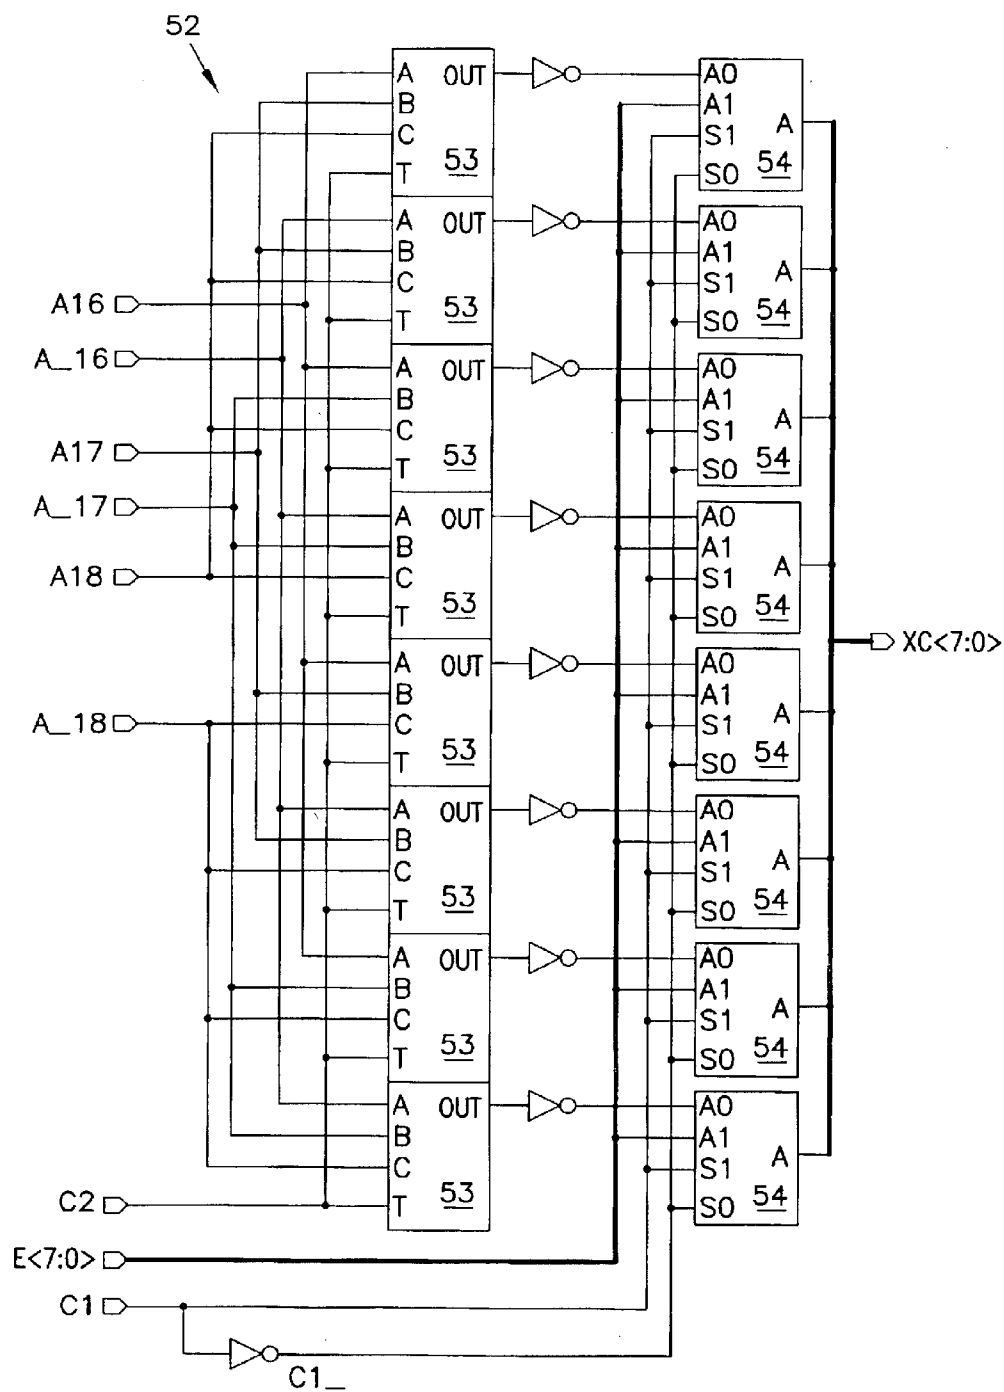 52
A OUT A0
B A1
C S1 A
53 54
T S0
A OUT A0
B A1
C S1 A
A16 53 54
T S0
A_16
A OUT A0
B A1
C S1 A
A17 53 54
T S0
A_17
A OUT A0
B A1
A18 C S1 A
53 54
T S0
XC<7:0>
A OUT A0
B A1
A_18 C S1 A
53 54
T S0
A OUT A0
B A1
C S1 A
53 54
T S0
A OUT A0
B A1
C S1 A
53 54
T S0
A OUT A0
B A1
C S1 A
53 54
C2 T S0
E<7:0>
C1
C1_